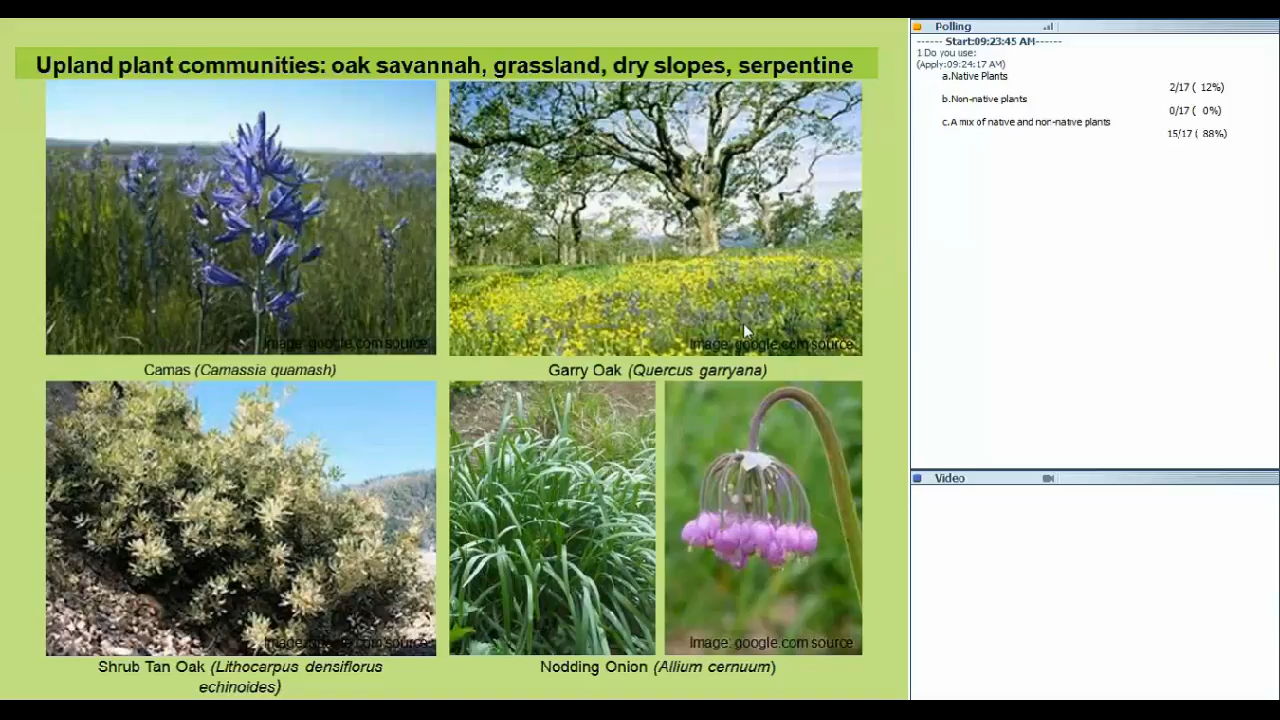 Upland plant communities: oak savannah, grassland, dry slopes, serpentine
Image: google.com source
Image: google.com source
Camas (Camassia quamash)
Garry Oak (Quercus garryana)
Image: google.com source
Image: google.com source
Shrub Tan Oak (Lithocarpus densiflorus
echinoides)
Nodding Onion (Allium cernuum)
Polling
------ Start:09:23:45 AM------
1.Do you use:
(Apply:09:24:17 AM)
a.Native Plants
2/17 ( 12%)
b.Non-native plants
0/17 ( 0%)
c.A mix of native and non-native plants
15/17 ( 88%)
Video